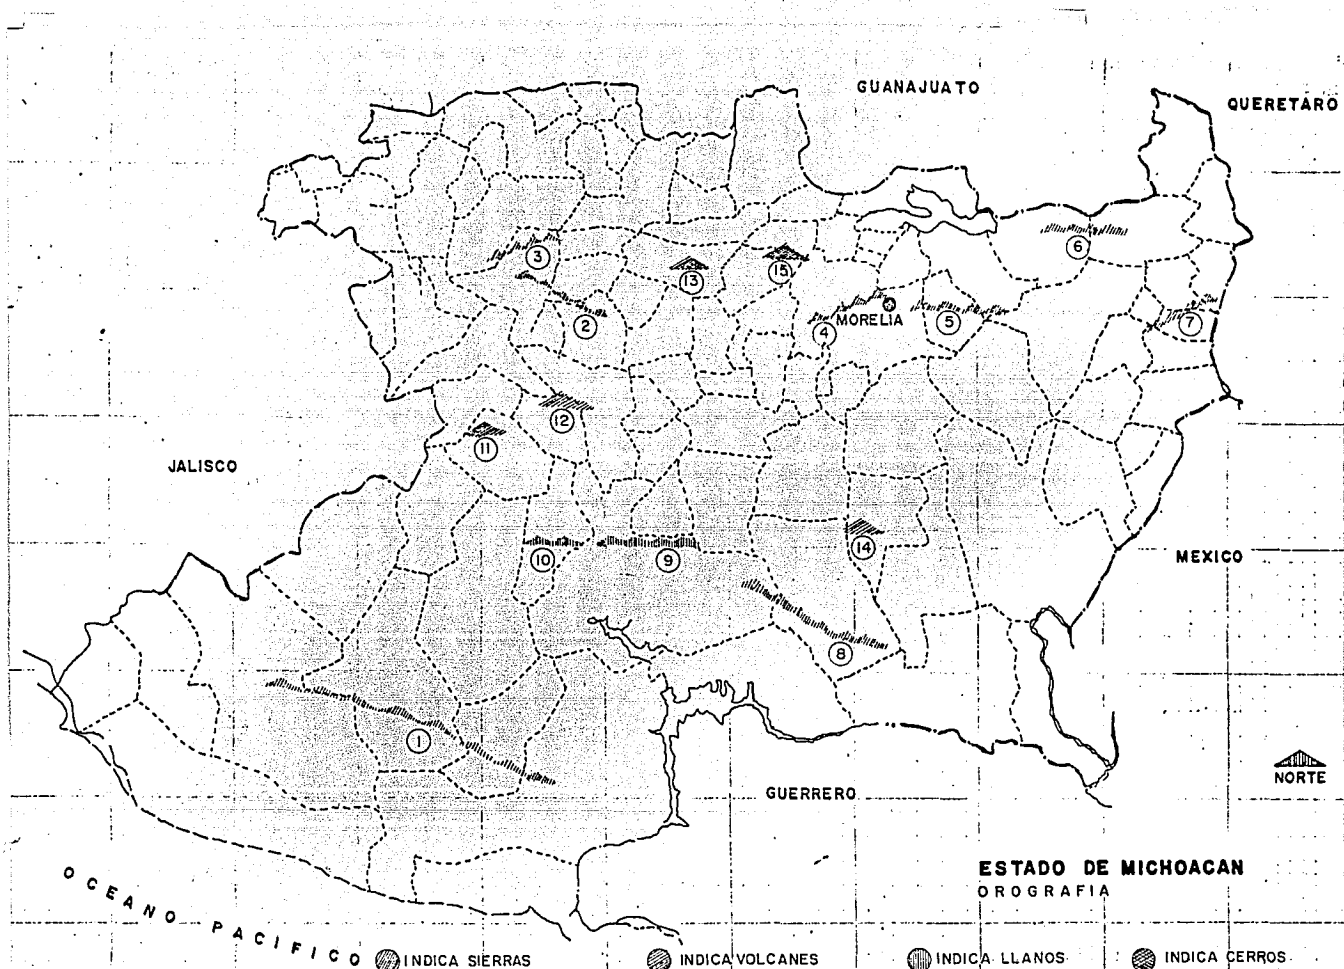 GUANAJUATO
QUERETARO
3
15
6
13
2
4
MORELIA
5
7
12
11
JALISCO
14
10
9
MEXICO
8
1
NORTE
GUERRERO
ESTADO DE MICHOACAN
OROGRAFIA
OCEANO PACIFICO
INDICA SIERRAS
INDICA VOLCANES
INDICA LLANOS
INDICA CERROS